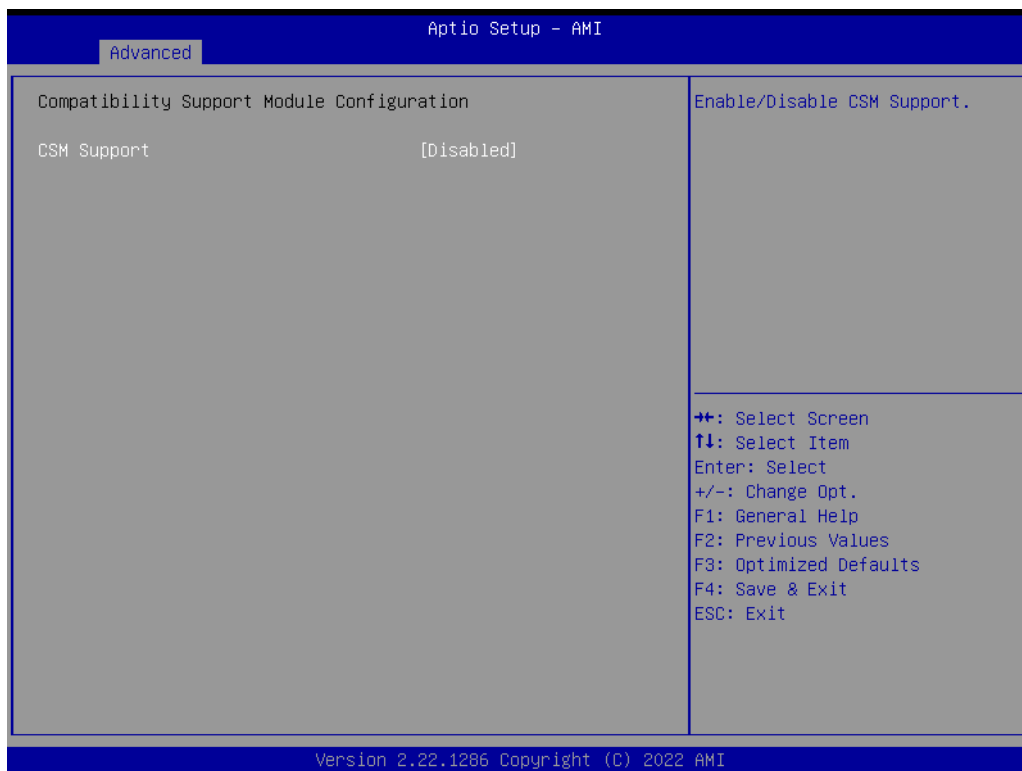 Aptio Setup – AMI
Advanced
Compatibility Support Module Configuration
CSM Support [Disabled]
Enable/Disable CSM Support.
→←: Select Screen
↑↓: Select Item
Enter: Select
+/-: Change Opt.
F1: General Help
F2: Previous Values
F3: Optimized Defaults
F4: Save & Exit
ESC: Exit
Version 2.22.1286 Copyright (C) 2022 AMI